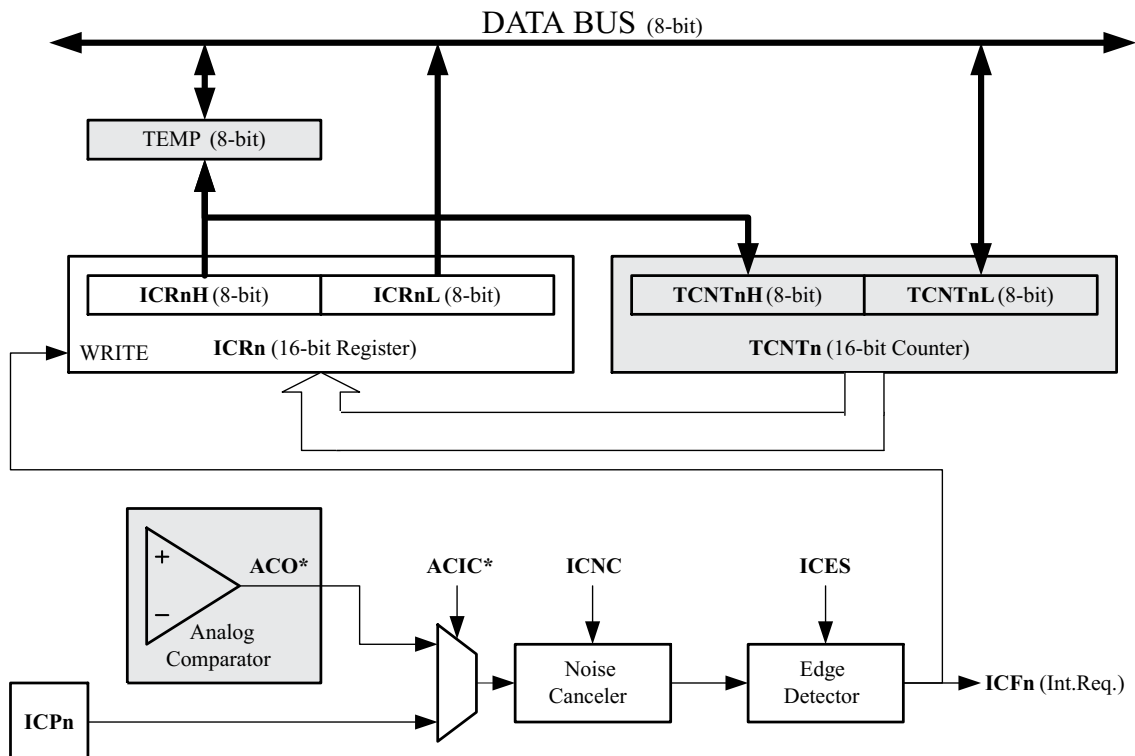 DATA BUS (8-bit)
TEMP (8-bit)
ICRnH (8-bit)
ICRnL (8-bit)
WRITE
ICRn (16-bit Register)
TCNTnH (8-bit)
TCNTnL (8-bit)
TCNTn (16-bit Counter)
+
−
ACO*
Analog
Comparator
ACIC*
ICNC
ICES
ICPn
Noise
Canceler
Edge
Detector
ICFn (Int.Req.)